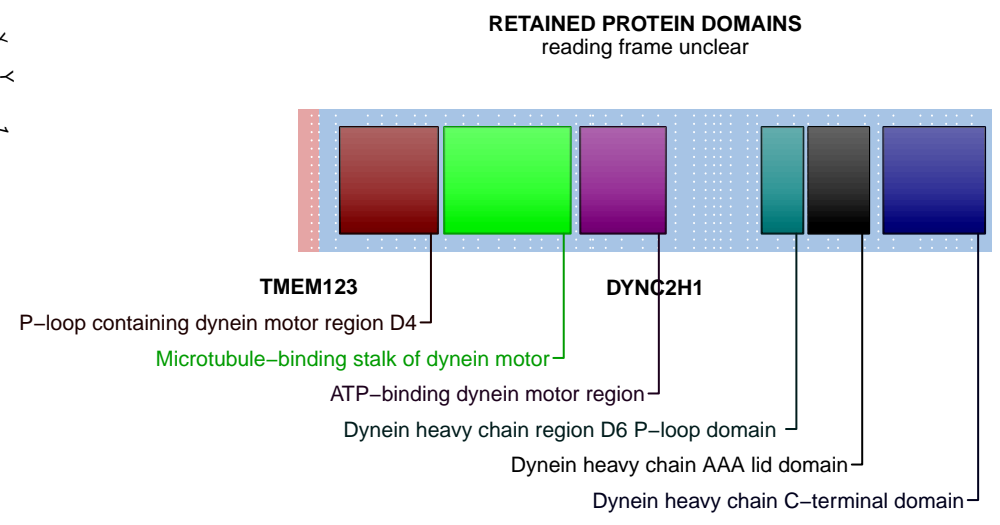 RETAINED PROTEIN DOMAINS
reading frame unclear
TMEM123
DYNC2H1
P−loop containing dynein motor region D4
Microtubule−binding stalk of dynein motor
ATP−binding dynein motor region
Dynein heavy chain region D6 P−loop domain
Dynein heavy chain AAA lid domain
Dynein heavy chain C−terminal domain